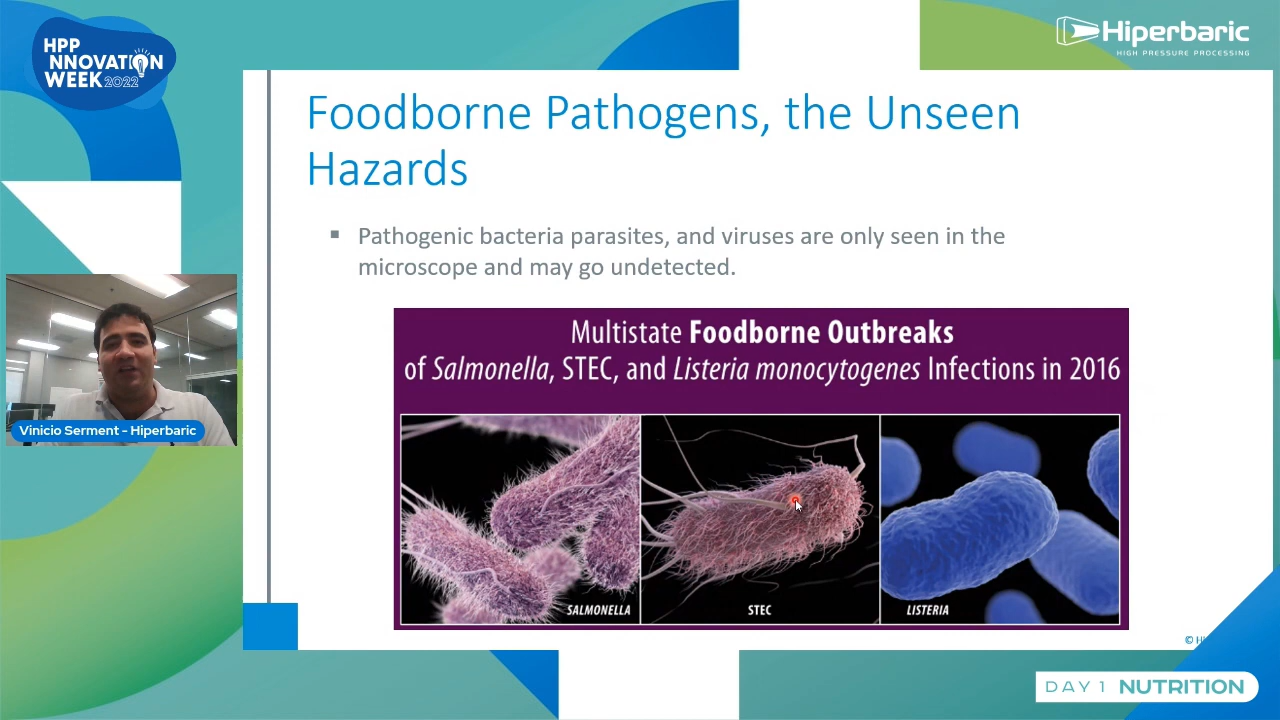 HPP
NNOVATION
WEEK 2022
Hiperbaric
HIGH PRESSURE PROCESSING
Foodborne Pathogens, the Unseen
Hazards
▪ Pathogenic bacteria parasites, and viruses are only seen in the
microscope and may go undetected.
Multistate Foodborne Outbreaks
of Salmonella, STEC, and Listeria monocytogenes Infections in 2016
SALMONELLA
STEC
LISTERIA
Vinicio Serment - Hiperbaric
©
DAY 1 NUTRITION